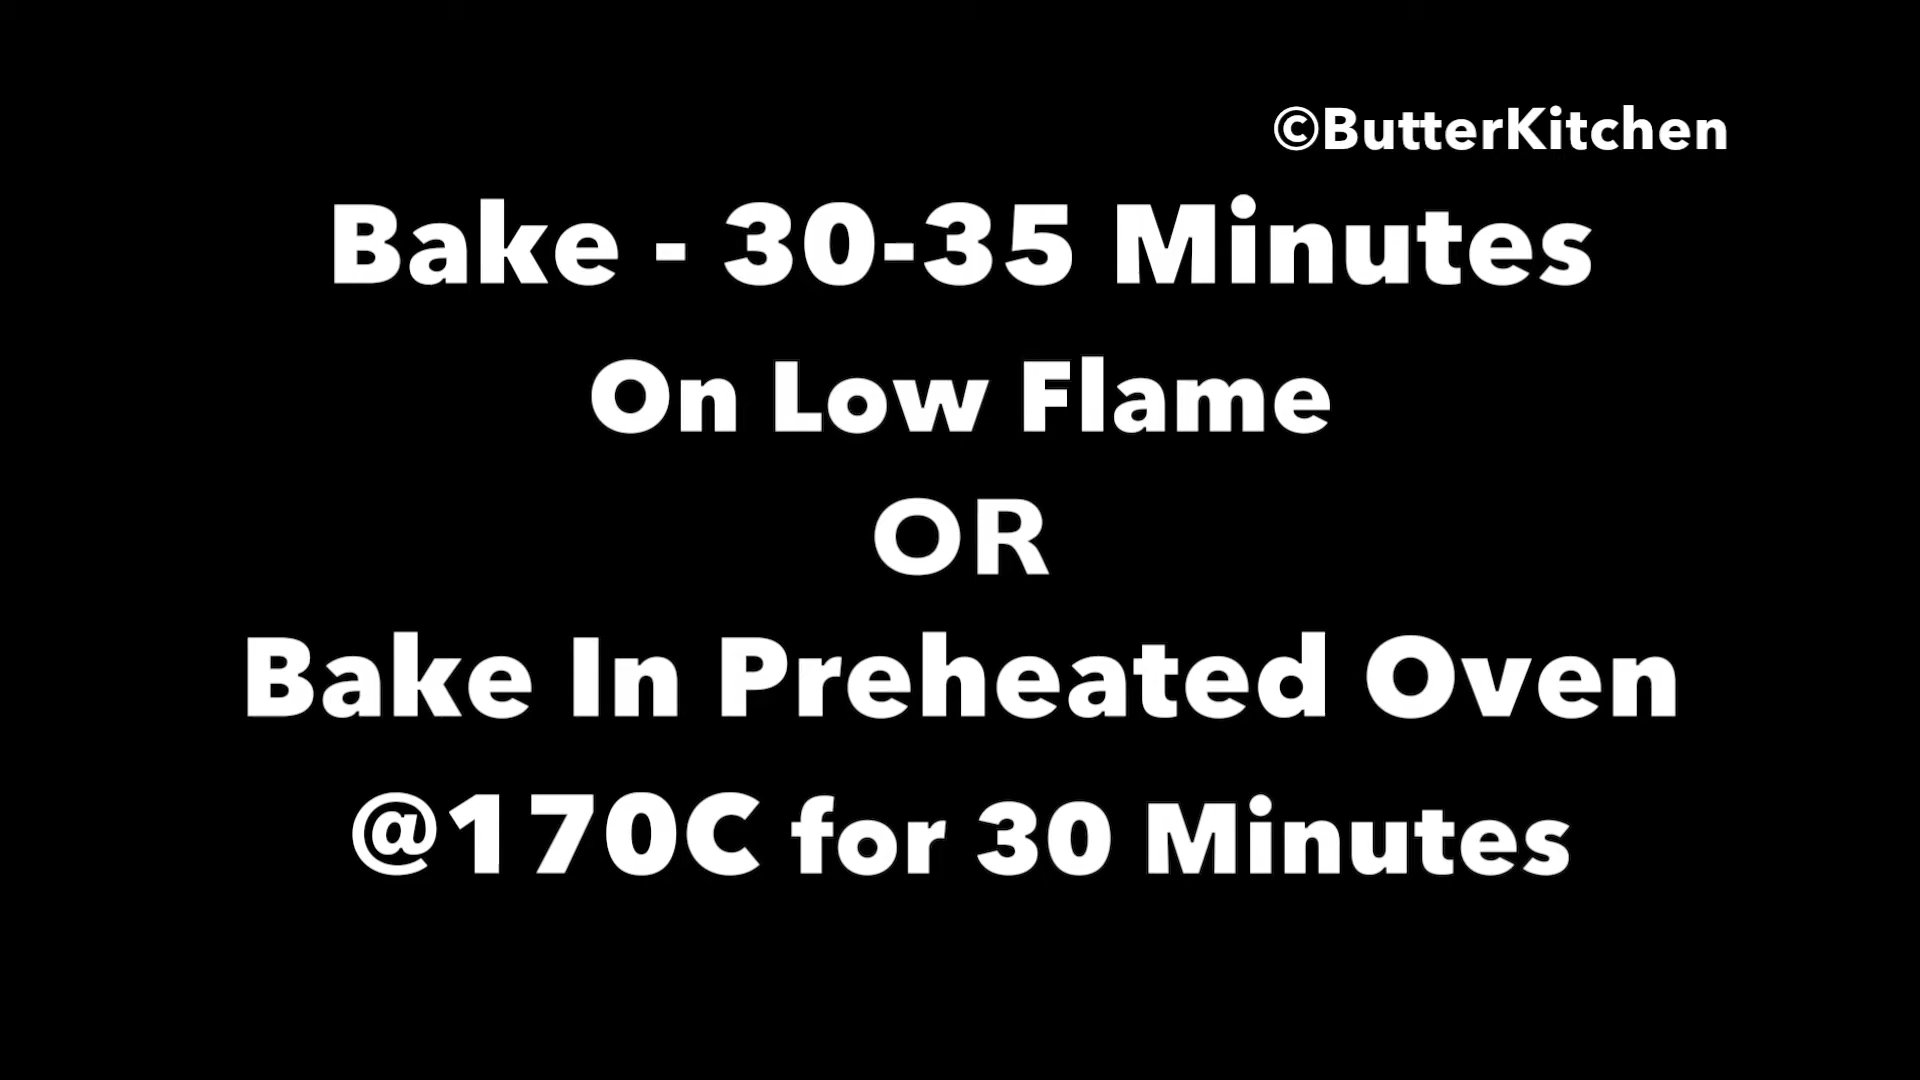 ©ButterKitchen
Bake - 30-35 Minutes
On Low Flame
OR
Bake In Preheated Oven
@170C for 30 Minutes